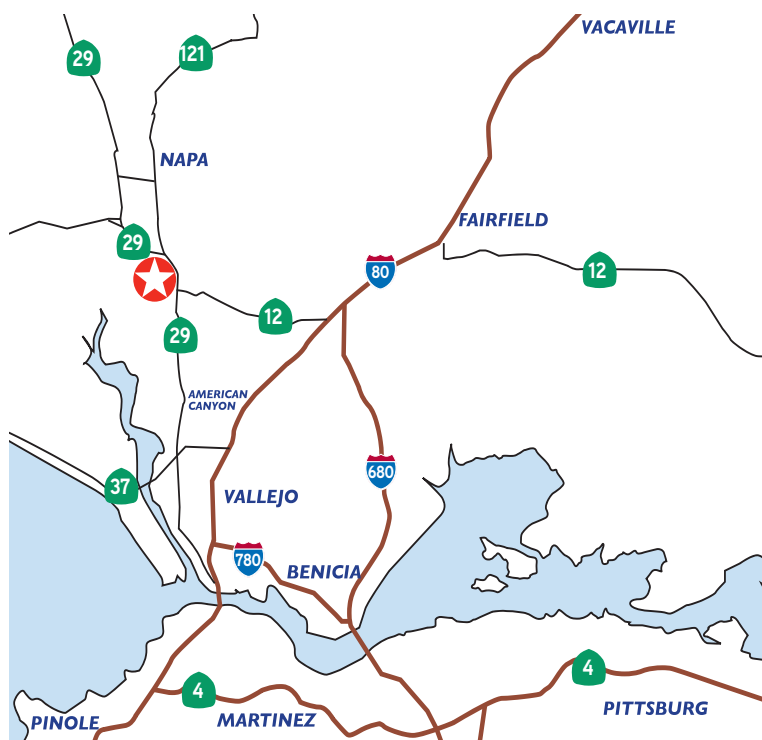 VACAVILLE
29
121
NAPA
FAIRFIELD
29
80
12
12
29
AMERICAN
CANYON
680
37
VALLEJO
780
BENICIA
4
4
PITTSBURG
PINOLE
MARTINEZ